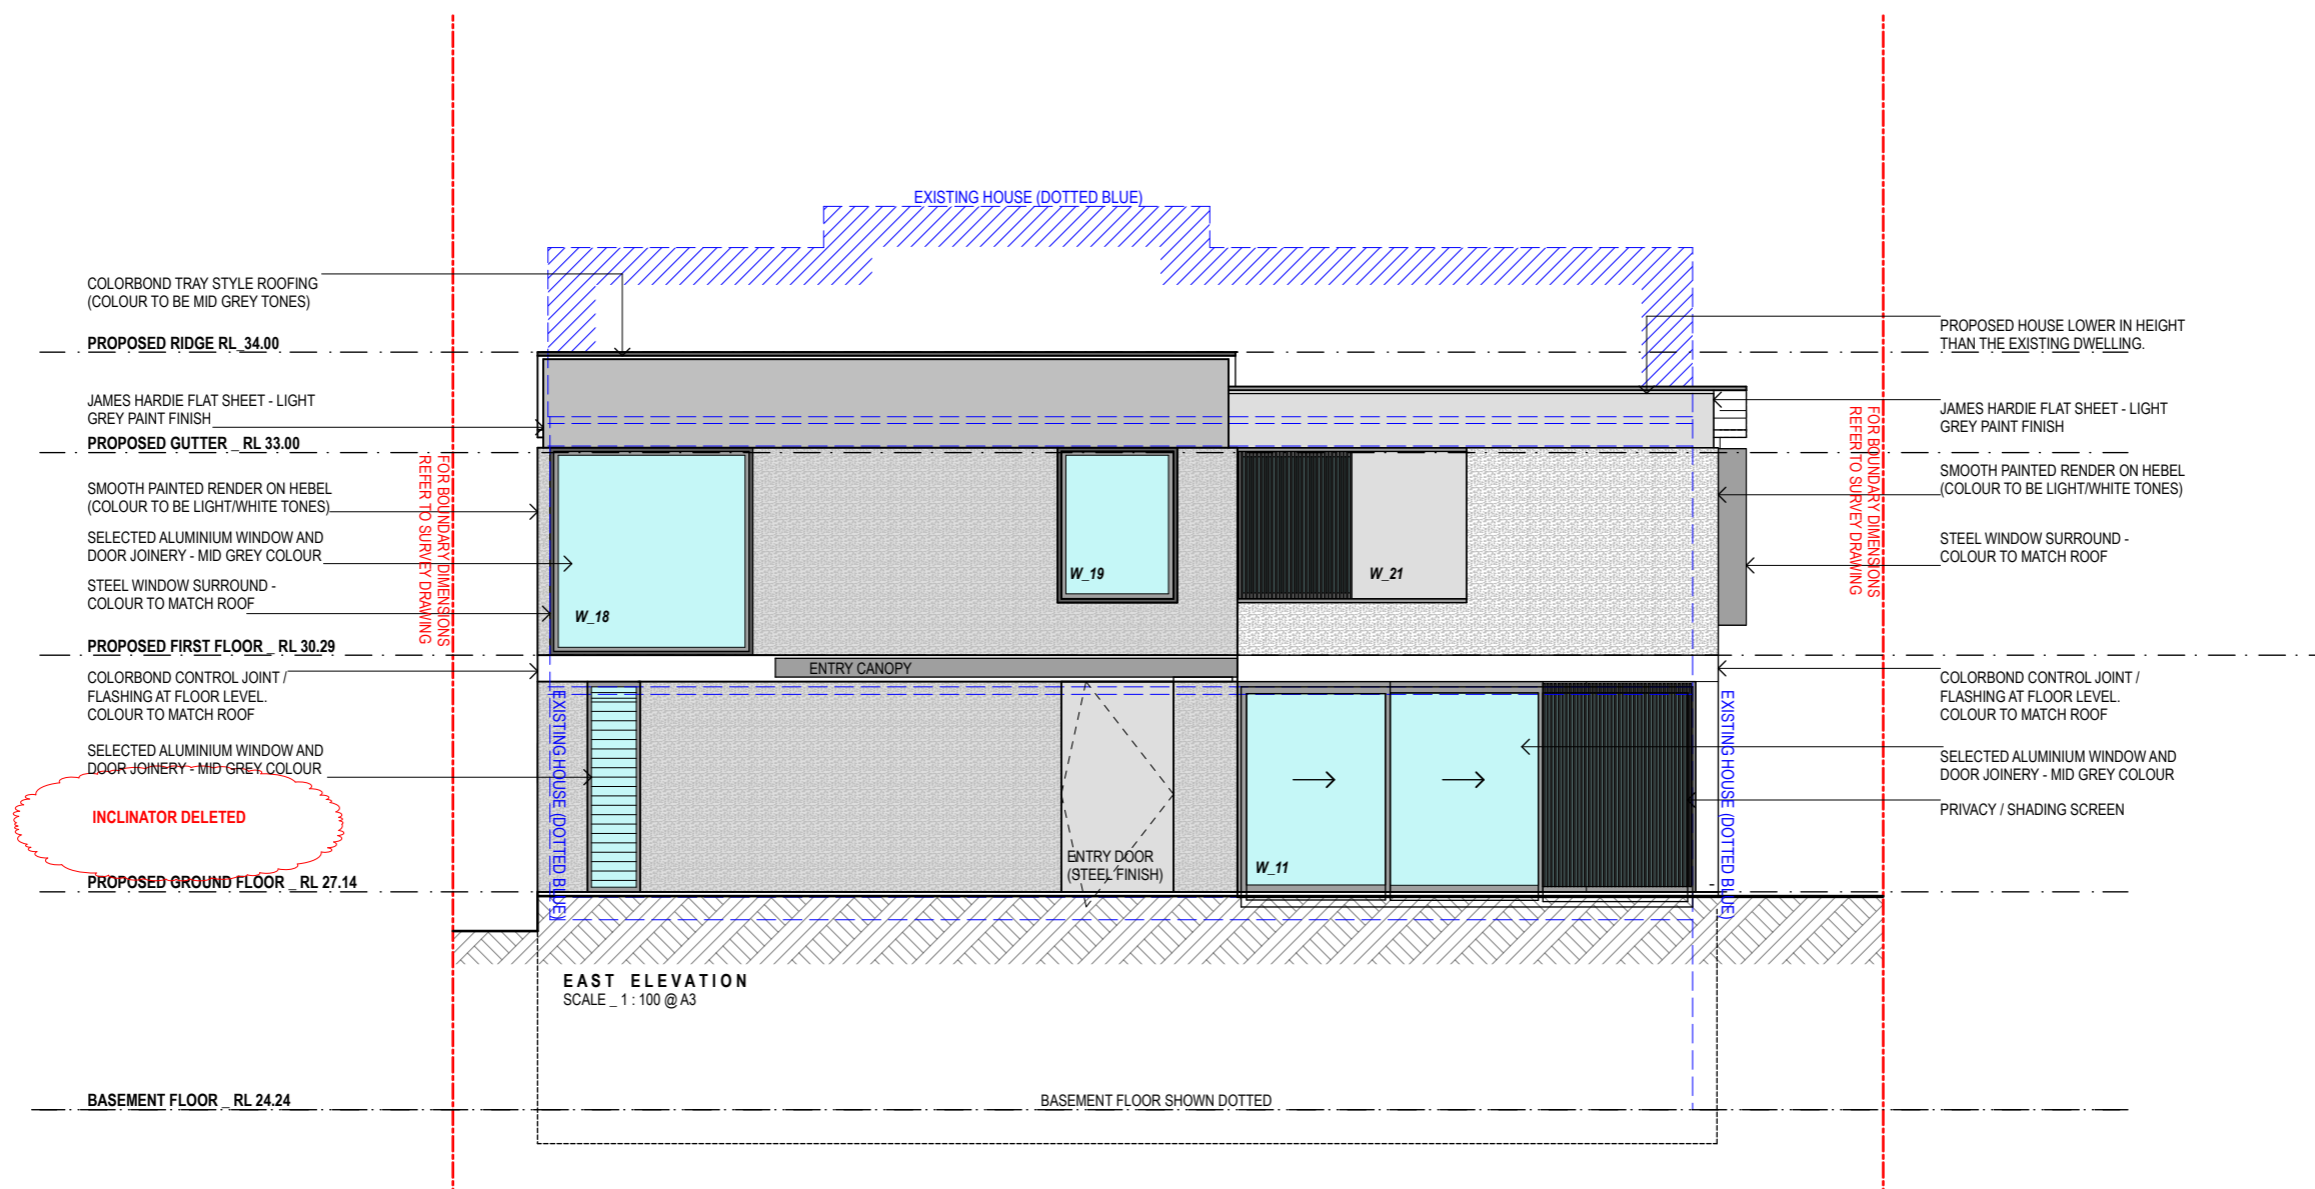 EXISTING HOUSE (DOTTED BLUE)
COLORBOND TRAY STYLE ROOFING
(COLOUR TO BE MID GREY TONES)
PROPOSED RIDGE RL_34.00
JAMES HARDIE FLAT SHEET - LIGHT
GREY PAINT FINISH
PROPOSED GUTTER _ RL 33.00
SMOOTH PAINTED RENDER ON HEBEL
(COLOUR TO BE LIGHT/WHITE TONES)
SELECTED ALUMINIUM WINDOW AND
DOOR JOINERY - MID GREY COLOUR
STEEL WINDOW SURROUND -
COLOUR TO MATCH ROOF
PROPOSED FIRST FLOOR _ RL 30.29
COLORBOND CONTROL JOINT /
FLASHING AT FLOOR LEVEL.
COLOUR TO MATCH ROOF
SELECTED ALUMINIUM WINDOW AND
DOOR JOINERY - MID GREY COLOUR
INCLINATOR DELETED
PROPOSED GROUND FLOOR _ RL 27.14
BASEMENT FLOOR _ RL 24.24
FOR BOUNDARY DIMENSIONS
REFER TO SURVEY DRAWING
W_18
W_19
W_21
ENTRY CANOPY
EXISTING HOUSE (DOTTED BLUE)
ENTRY DOOR
(STEEL FINISH)
W_11
EXISTING HOUSE (DOTTED BLUE)
EAST ELEVATION
SCALE _ 1 : 100 @ A3
BASEMENT FLOOR SHOWN DOTTED
FOR BOUNDARY DIMENSIONS
REFER TO SURVEY DRAWING
PROPOSED HOUSE LOWER IN HEIGHT
THAN THE EXISTING DWELLING.
JAMES HARDIE FLAT SHEET - LIGHT
GREY PAINT FINISH
SMOOTH PAINTED RENDER ON HEBEL
(COLOUR TO BE LIGHT/WHITE TONES)
STEEL WINDOW SURROUND -
COLOUR TO MATCH ROOF
COLORBOND CONTROL JOINT /
FLASHING AT FLOOR LEVEL.
COLOUR TO MATCH ROOF
SELECTED ALUMINIUM WINDOW AND
DOOR JOINERY - MID GREY COLOUR
PRIVACY / SHADING SCREEN